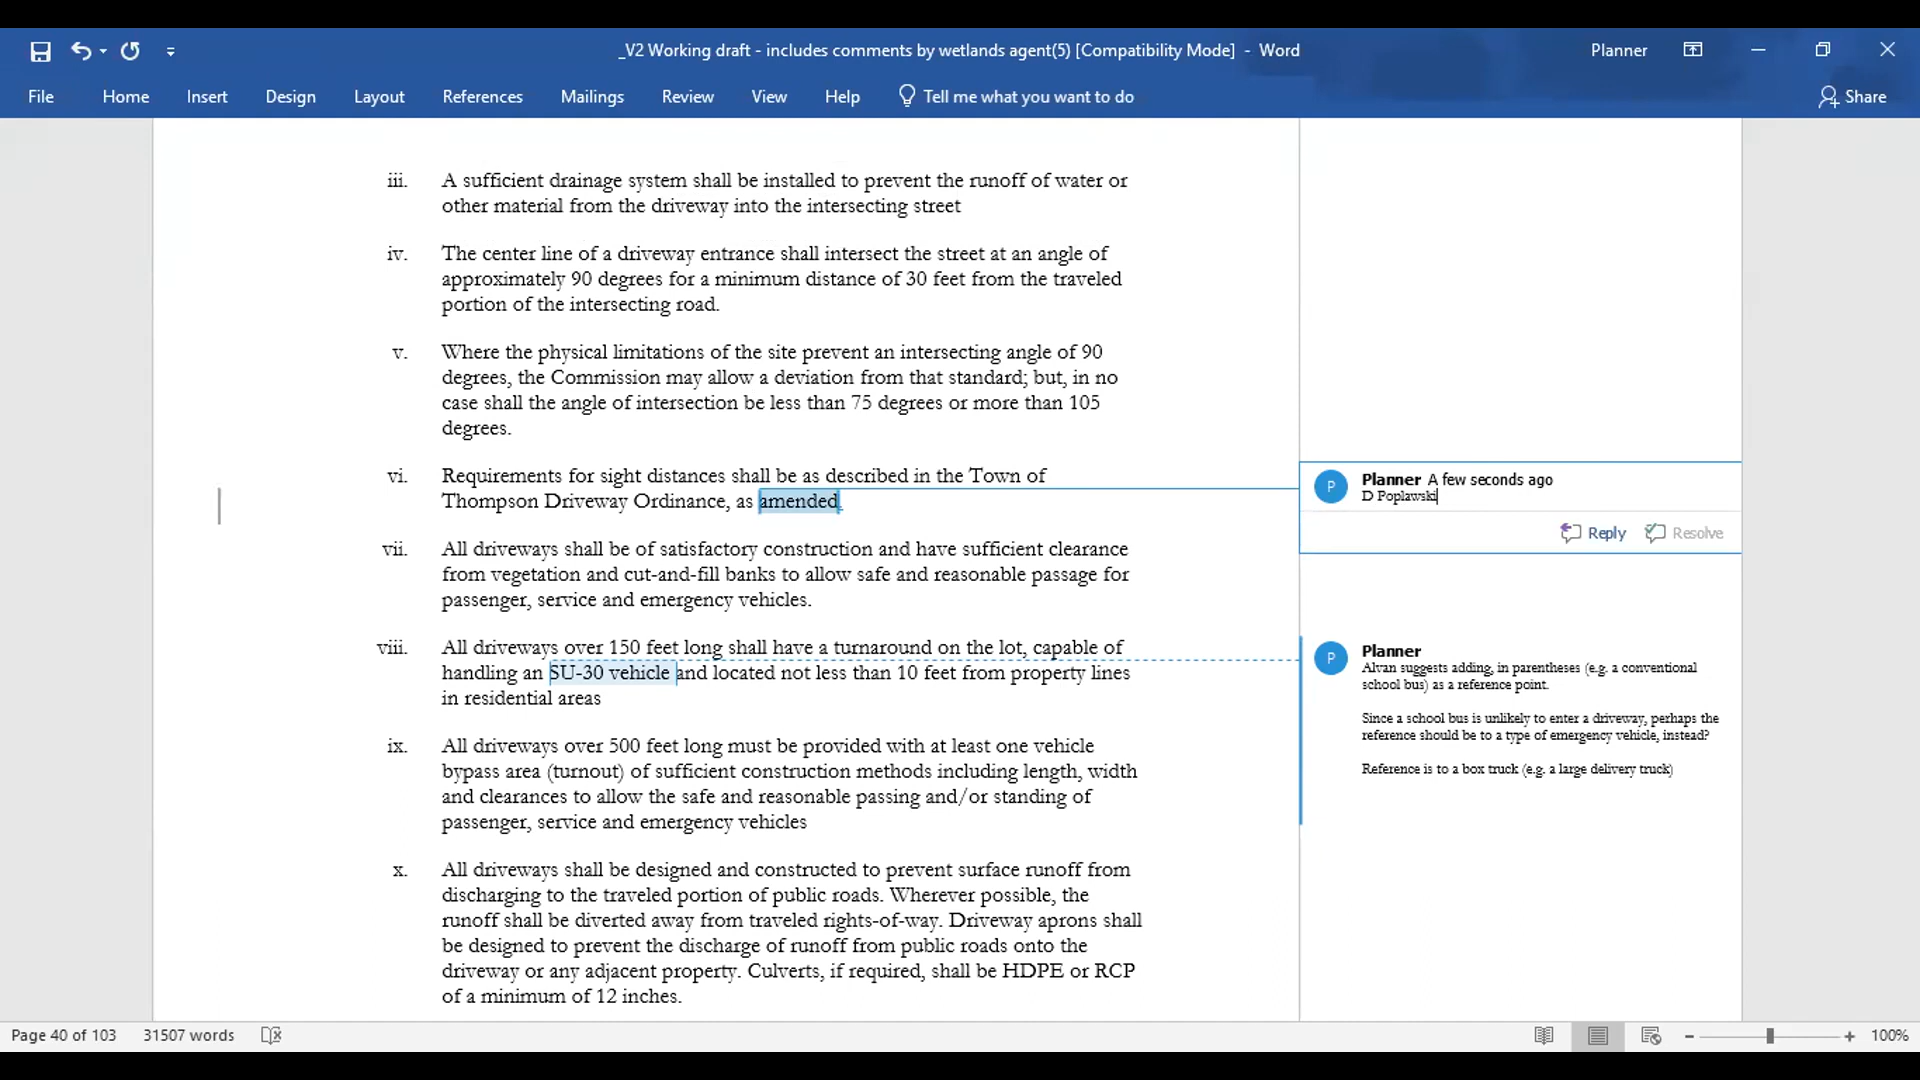 _V2 Working draft - includes comments by wetlands agent(5) [Compatibility Mode] - Word
Planner
File Home Insert Design Layout References Mailings Review View Help Tell me what you want to do Share
iii. A sufficient drainage system shall be installed to prevent the runoff of water or
other material from the driveway into the intersecting street
iv. The center line of a driveway entrance shall intersect the street at an angle of
approximately 90 degrees for a minimum distance of 30 feet from the traveled
portion of the intersecting road.
v. Where the physical limitations of the site prevent an intersecting angle of 90
degrees, the Commission may allow a deviation from that standard; but, in no
case shall the angle of intersection be less than 75 degrees or more than 105
degrees.
vi. Requirements for sight distances shall be as described in the Town of
Thompson Driveway Ordinance, as amended.
vii. All driveways shall be of satisfactory construction and have sufficient clearance
from vegetation and cut-and-fill banks to allow safe and reasonable passage for
passenger, service and emergency vehicles.
viii. All driveways over 150 feet long shall have a turnaround on the lot, capable of
handling an SU-30 vehicle and located not less than 10 feet from property lines
in residential areas
ix. All driveways over 500 feet long must be provided with at least one vehicle
bypass area (turnout) of sufficient construction methods including length, width
and clearances to allow the safe and reasonable passing and/or standing of
passenger, service and emergency vehicles
x. All driveways shall be designed and constructed to prevent surface runoff from
discharging to the traveled portion of public roads. Wherever possible, the
runoff shall be diverted away from traveled rights-of-way. Driveway aprons shall
be designed to prevent the discharge of runoff from public roads onto the
driveway or any adjacent property. Culverts, if required, shall be HDPE or RCP
of a minimum of 12 inches.
P
Planner A few seconds ago
D Poplawski
Reply Resolve
P
Planner
Alvan suggests adding, in parentheses (e.g. a conventional
school bus) as a reference point.
Since a school bus is unlikely to enter a driveway, perhaps the
reference should be to a type of emergency vehicle, instead?
Reference is to a box truck (e.g. a large delivery truck)
Page 40 of 103 31507 words 100%